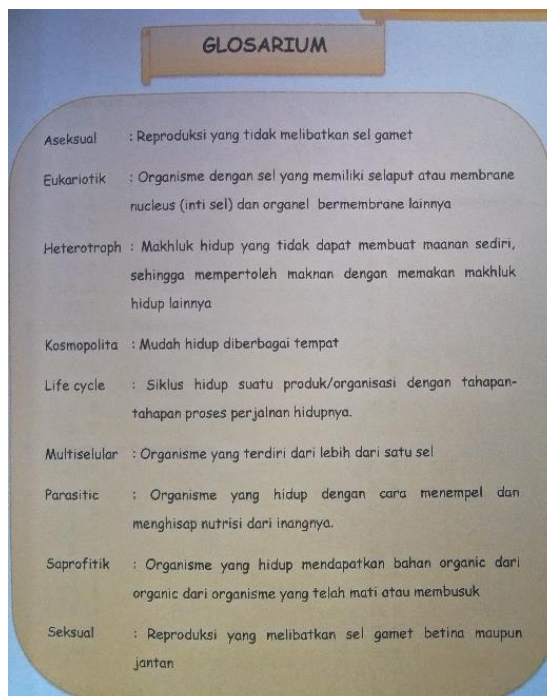 GLOSARIUM
Aseksual : Reproduksi yang tidak melibatkan sel gamet
Eukariotik : Organisme dengan sel yang memiliki selaput atau membrane
nucleus (inti sel) dan organel bermembrane lainnya
Heterotroph : Makhluk hidup yang tidak dapat membuat maanan sediri,
sehingga mempertoleh maknan dengan memakan makhluk
hidup lainnya
Kosmopolita : Mudah hidup diberbagai tempat
Life cycle : Siklus hidup suatu produk/organisasi dengan tahapan-
tahapan proses perjalnan hidupnya.
Multiselular : Organisme yang terdiri dari lebih dari satu sel
Parasitic : Organisme yang hidup dengan cara menempel dan
menghisap nutrisi dari inangnya.
Saprofitik : Organisme yang hidup mendapatkan bahan organic dari
organic dari organisme yang telah mati atau membusuk
Seksual : Reproduksi yang melibatkan sel gamet betina maupun
jantan